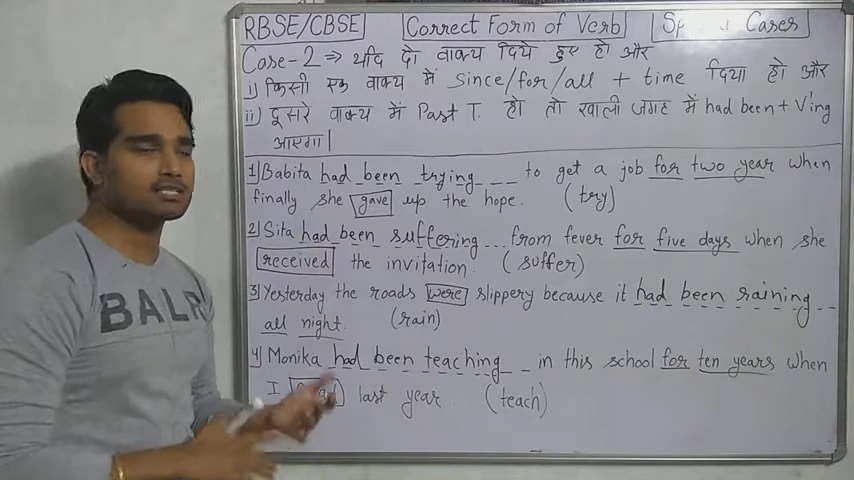 RBSE/CBSE Correct Form of Verb Cases
Case-2 ⇒ यदि दो वाक्य दिये हुए हो और
i) किसी एक वाक्य में since/for/all + time दिया हो और
ii) दूसरे वाक्य में Past T. हो तो खाली जगह में had been + V'ing
आएगा|
1) Babita had been trying to get a job for two year when
finally she gave up the hope. (try)
2) Sita had been suffering ... from fever for five days when she
received the invitation. (suffer)
3) Yesterday the roads were slippery because it had been raining
all night. (rain)
4) Monika had been teaching in this school for ten years when
I last year. (teach)
BALR